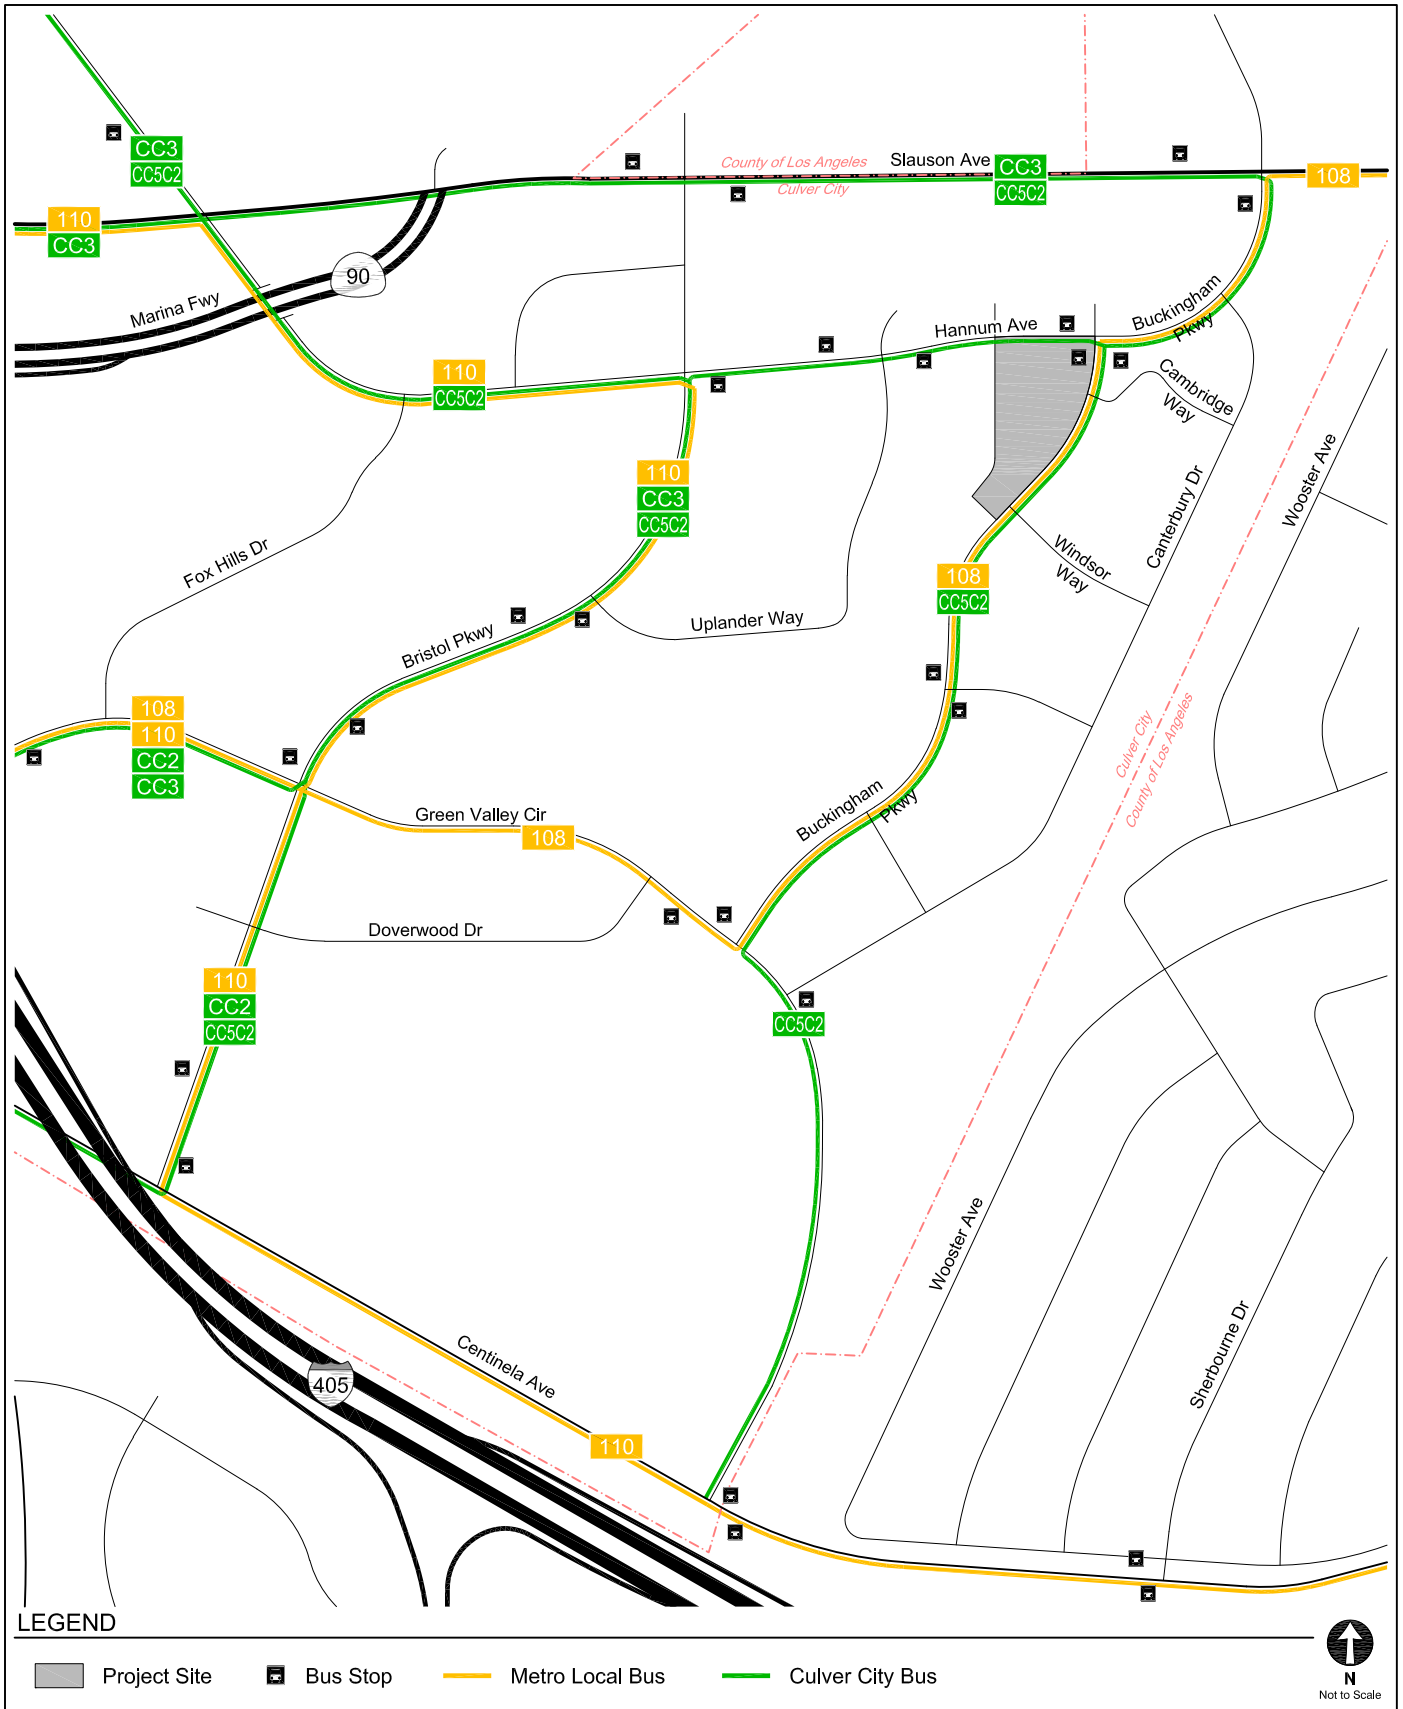 CC3
CC5C2
County of Los Angeles
Slauson Ave
CC3
CC5C2
108
Culver City
110
CC3
90
Marina Fwy
Buckingham
Pkwy
Hannum Ave
110
CC5C2
Cambridge
Way
Wooster Ave
110
CC3
CC5C2
Canterbury Dr
Fox Hills Dr
Windsor
Way
108
CC5C2
Uplander Way
Bristol Pkwy
108
110
CC2
CC3
Culver City
County of Los Angeles
Green Valley Cir
108
Buckingham
Pkwy
Doverwood Dr
110
CC2
CC5C2
CC5C2
Wooster Ave
Sherbourne Dr
Centinela Ave
405
110
LEGEND
Project Site
Bus Stop
Metro Local Bus
Culver City Bus
N
Not to Scale